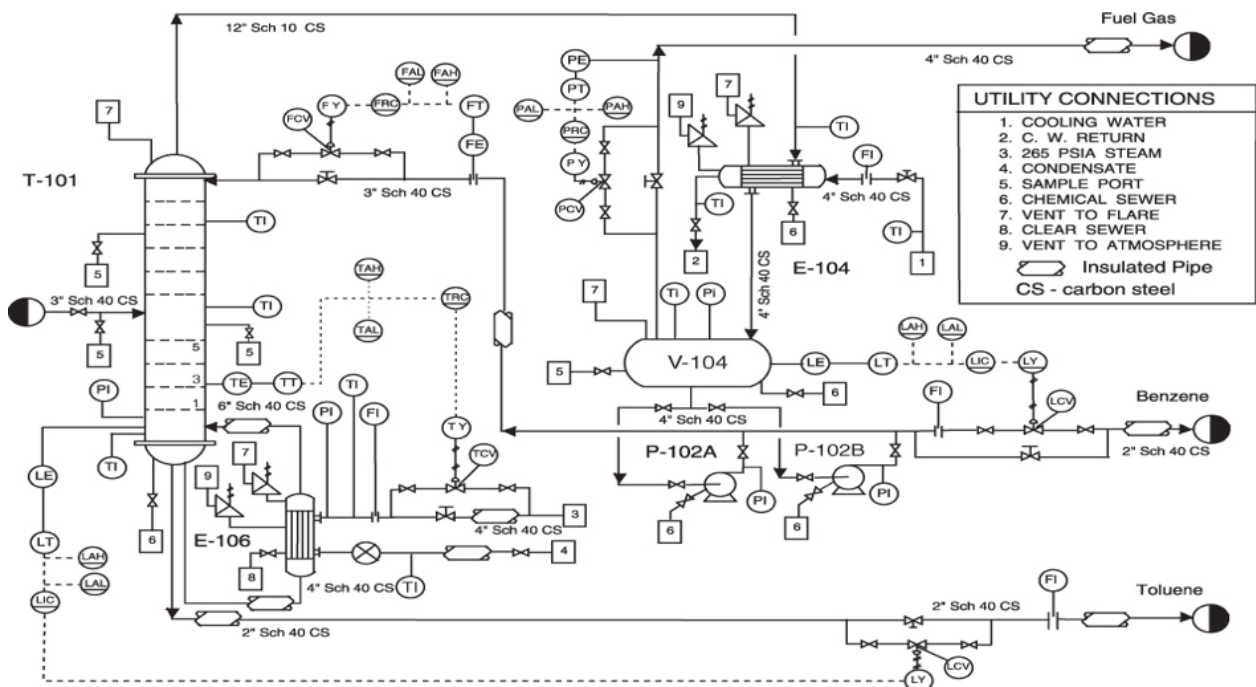 12" Sch 10 CS
Fuel Gas
4" Sch 40 CS
UTILITY CONNECTIONS
1. COOLING WATER
2. C. W. RETURN
3. 265 PSIA STEAM
4. CONDENSATE
5. SAMPLE PORT
6. CHEMICAL SEWER
7. VENT TO FLARE
8. CLEAR SEWER
9. VENT TO ATMOSPHERE
Insulated Pipe
CS - carbon steel
PE
PT
PAL
PAH
PRC
PY
PCV
FAL
FAH
FY
FRC
FT
FCV
FE
3" Sch 40 CS
7
T-101
TI
5
3" Sch 40 CS
5
TI
5
5
3
1
TE
TT
6" Sch 40 CS
PI
TI
LE
LT
LAH
LAL
LIC
6
TAH
TRC
TAL
PI
TI
FI
TY
TCV
7
9
E-106
8
4" Sch 40 CS
3
4
4" Sch 40 CS
TI
2" Sch 40 CS
9
7
TI
FI
4" Sch 40 CS
TI
TI
2
6
1
E-104
4" Sch 40 CS
7
Ti
Pi
V-104
5
6
LE
LT
LAH
LAL
LIC
LY
LCV
FI
Benzene
2" Sch 40 CS
4" Sch 40 CS
P-102A
P-102B
PI
PI
6
6
FI
Toluene
2" Sch 40 CS
LCV
LY